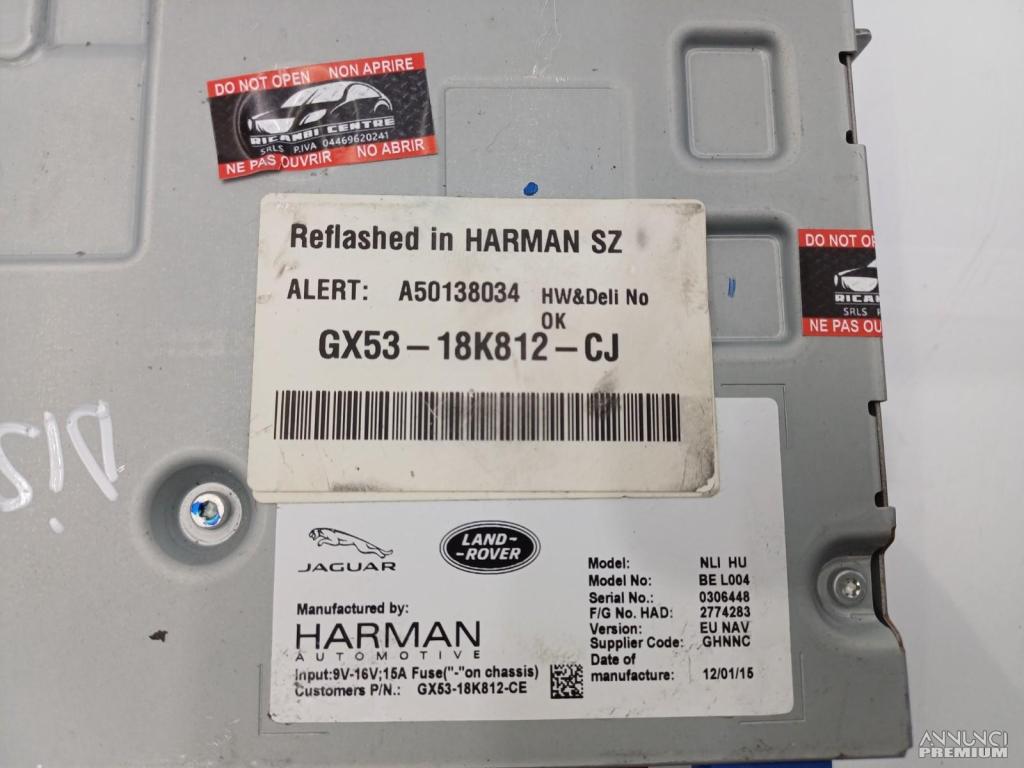 DO NOT OPEN NON APRIRE
RICAMBI CENTRE
SRLS P.IVA 04469620241
NE PAS OUVRIR NO ABRIR
Reflashed in HARMAN SZ
ALERT: A50138034 HW&Deli No
OK
GX53-18K812-CJ
DO NOT
NE PAS
SRLS
DIS
JAGUAR
LAND-
-ROVER
Manufactured by:
HARMAN
AUTOMOTIVE
Input:9V-16V;15A Fuse("-"on chassis)
Customers P/N.: GX53-18K812-CE
Model: NLI HU
Model No: BE L004
Serial No.: 0306448
F/G No. HAD: 2774283
Version: EU NAV
Supplier Code: GHNNC
Date of
manufacture: 12/01/15
ANNUNCI
PREMIUM